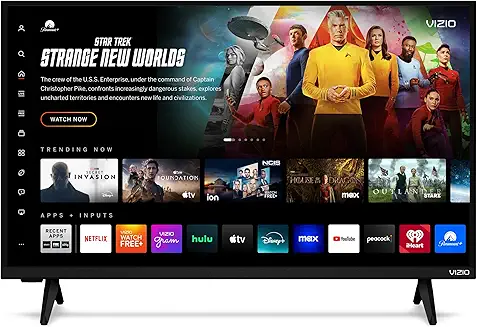 Paramount+
VIZIO
STAR TREK
STRANGE NEW WORLDS
The crew of the U.S.S. Enterprise, under the command of Captain
Christopher Pike, confronts increasingly dangerous stakes, explores
uncharted territories and encounters new life and civilizations.
WATCH NOW
TRENDING NOW
SECRET INVASION
FOUNDATION
tv
ion
NCIS
WATCH FREE+
HOUSE OF THE DRAGON
max
OUTLANDER
STARZ
APPS + INPUTS
RECENT APPS
NETFLIX
VIZIO WATCH FREE+
VIZIO gram
hulu
tv
Disney+
max
YouTube
peacock
iHeart
Paramount+
VIZIO